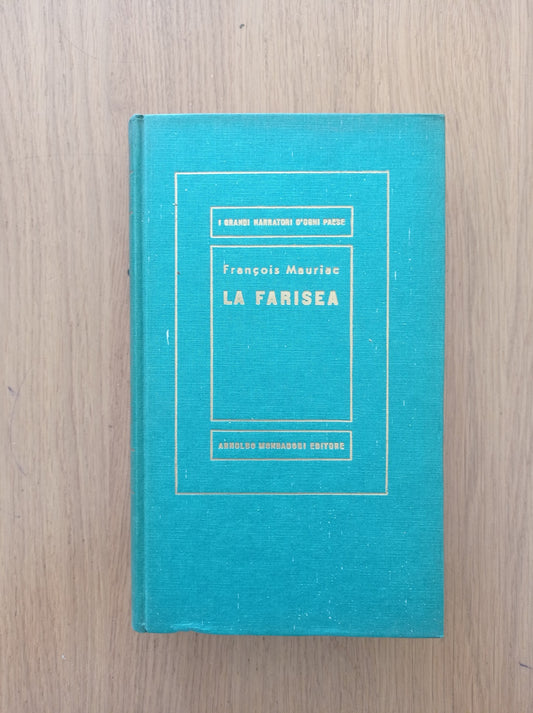 I GRANDI NARRATORI D'OGNI PAESE
François Mauriac
LA FARISEA
ARNOLDO MONDADORI EDITORE